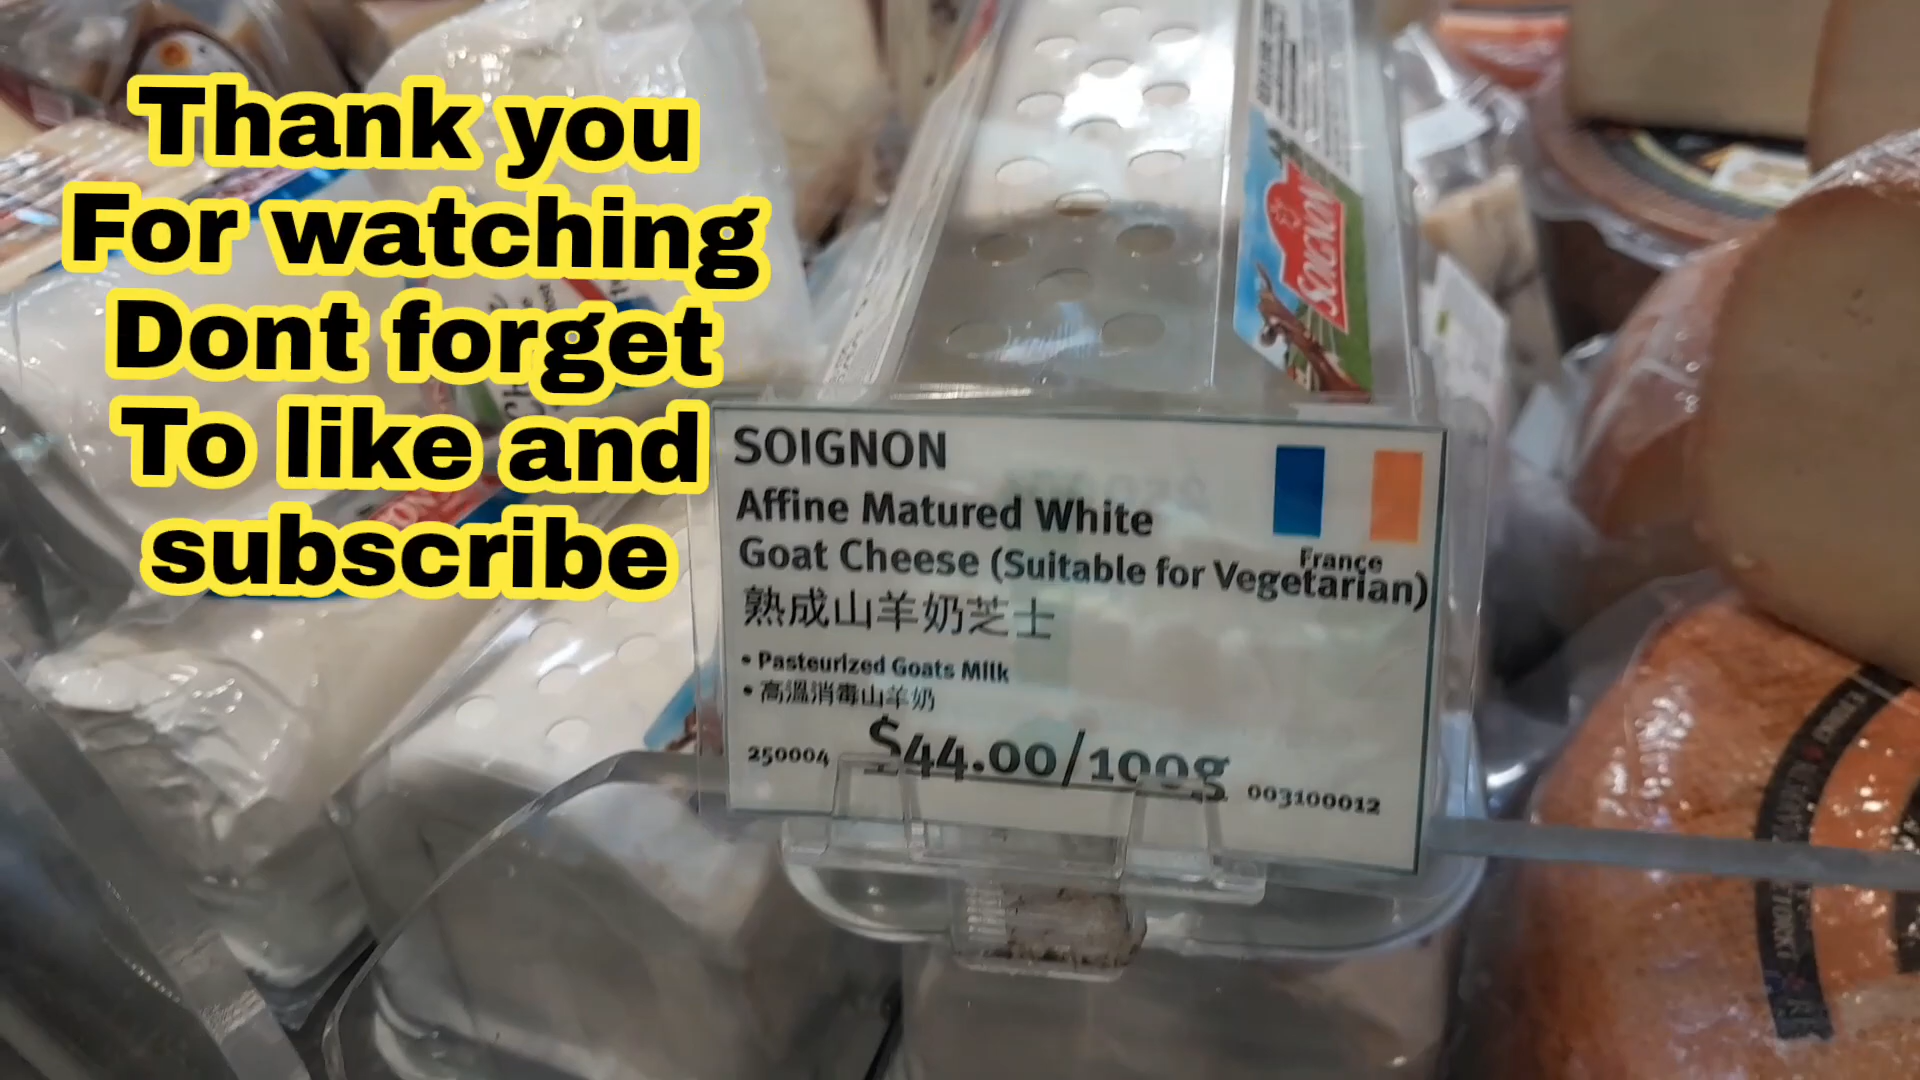 Thank you
For watching
Dont forget
To like and
subscribe
SOIGNON
SOIGNON
Affine Matured White
Goat Cheese (Suitable for Vegetarian)
France
熟成山羊奶芝士
• Pasteurized Goats Milk
• 高溫消毒山羊奶
$44.00/100g
250004
003100012